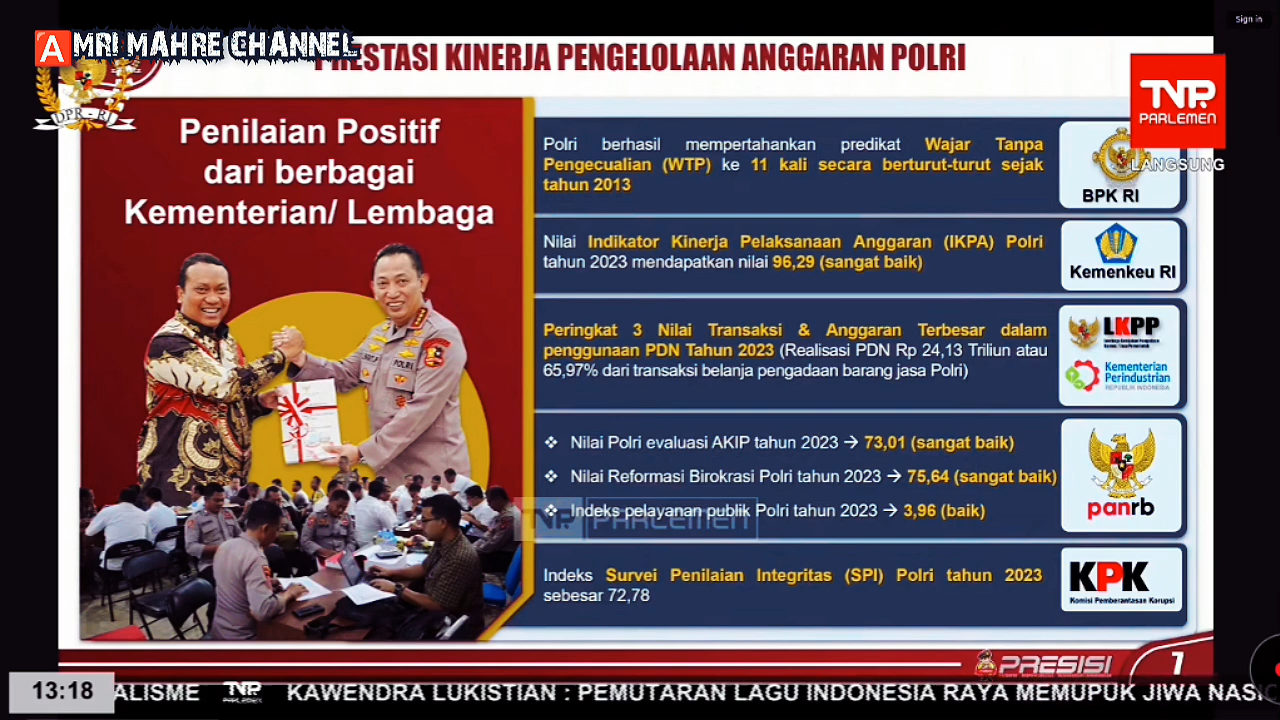 Sign in
AMRI MAHRE CHANNEL
PRESTASI KINERJA PENGELOLAAN ANGGARAN POLRI
DPR - RI
TVR
PARLEMEN
LANGSUNG
Penilaian Positif
dari berbagai
Kementerian/ Lembaga
Polri berhasil mempertahankan predikat Wajar Tanpa
Pengecualian (WTP) ke 11 kali secara berturut-turut sejak
tahun 2013
BPK RI
Nilai Indikator Kinerja Pelaksanaan Anggaran (IKPA) Polri
tahun 2023 mendapatkan nilai 96,29 (sangat baik)
Kemenkeu RI
Peringkat 3 Nilai Transaksi & Anggaran Terbesar dalam
penggunaan PDN Tahun 2023 (Realisasi PDN Rp 24,13 Triliun atau
65,97% dari transaksi belanja pengadaan barang jasa Polri)
LKPP
Kementerian
Perindustrian
REPUBLIK INDONESIA
❖ Nilai Polri evaluasi AKIP tahun 2023 → 73,01 (sangat baik)
❖ Nilai Reformasi Birokrasi Polri tahun 2023 → 75,64 (sangat baik)
❖ Indeks pelayanan publik Polri tahun 2023 → 3,96 (baik)
panrb
TVR PARLEMEN
Indeks Survei Penilaian Integritas (SPI) Polri tahun 2023
sebesar 72,78
KPK
Komisi Pemberantasan Korupsi
POLRI
PRESISI
7
13:18
ALISME TVR PARLEMEN KAWENDRA LUKISTIAN : PEMUTARAN LAGU INDONESIA RAYA MEMUPUK JIWA NASI